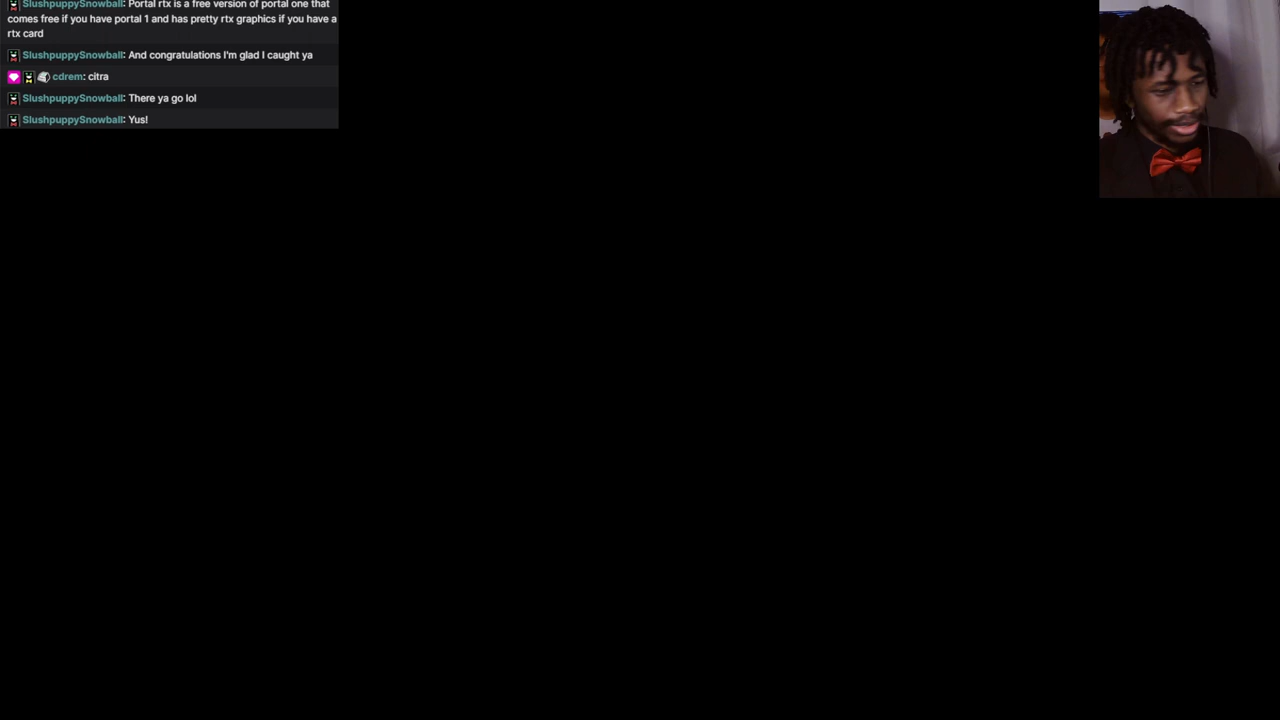 SlushpuppySnowball: Portal rtx is a free version of portal one that
comes free if you have portal 1 and has pretty rtx graphics if you have a
rtx card
SlushpuppySnowball: And congratulations I'm glad I caught ya
cdrem: citra
SlushpuppySnowball: There ya go lol
SlushpuppySnowball: Yus!